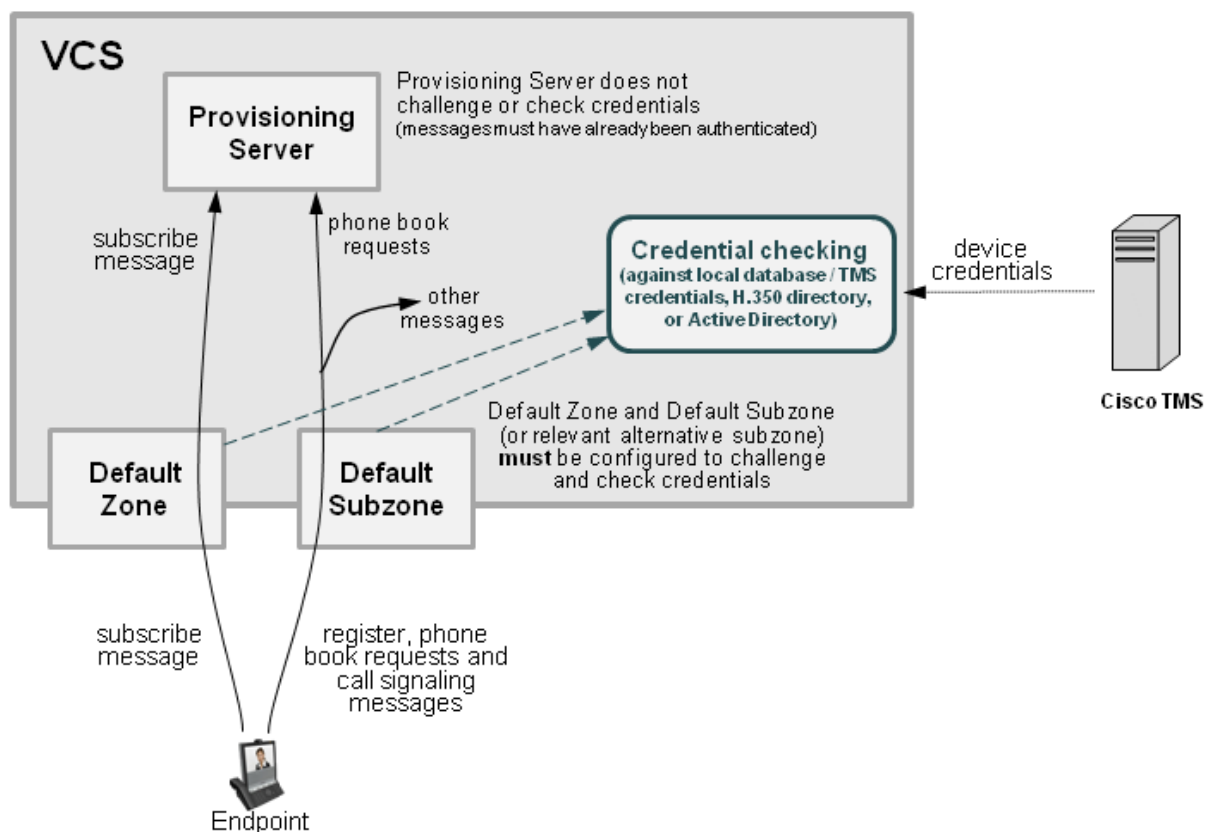 VCS
Provisioning
Server
Provisioning Server does not
challenge or check credentials
(messages must have already been authenticated)
subscribe
message
phone book
requests
other
messages
Credential checking
(against local database / TMS
credentials, H.350 directory,
or Active Directory)
device
credentials
Cisco TMS
Default Zone and Default Subzone
(or relevant alternative subzone)
must be configured to challenge
and check credentials
Default
Zone
Default
Subzone
subscribe
message
register, phone
book requests and
call signaling
messages
Endpoint